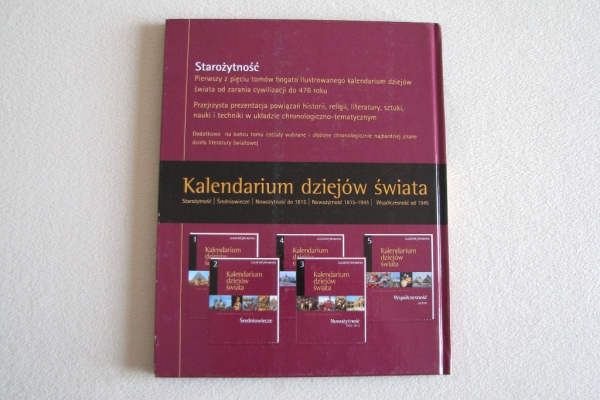 Starożytność
Pierwszy z pięciu tomów bogato ilustrowanego kalendarium dziejów
świata od zarania cywilizacji do 476 roku
Przejrzysta prezentacja powiązań historii, religii, literatury, sztuki,
nauki i techniki w układzie chronologiczno-tematycznym
Dodatkowo na końcu tomu zostały wybrane i ułożone chronologicznie najbardziej znane
dzieła literatury światowej
Kalendarium dziejów świata
Starożytność | Średniowiecze | Nowożytność do 1815 | Nowożytność 1815-1945 | Współczesność od 1945
1
Kalendarium
dziejów
4
Kalendarium
5
Kalendarium
dziejów
świata
Współczesność
2
Kalendarium
dziejów
świata
Średniowiecze
3
Kalendarium
dziejów
świata
Nowożytność